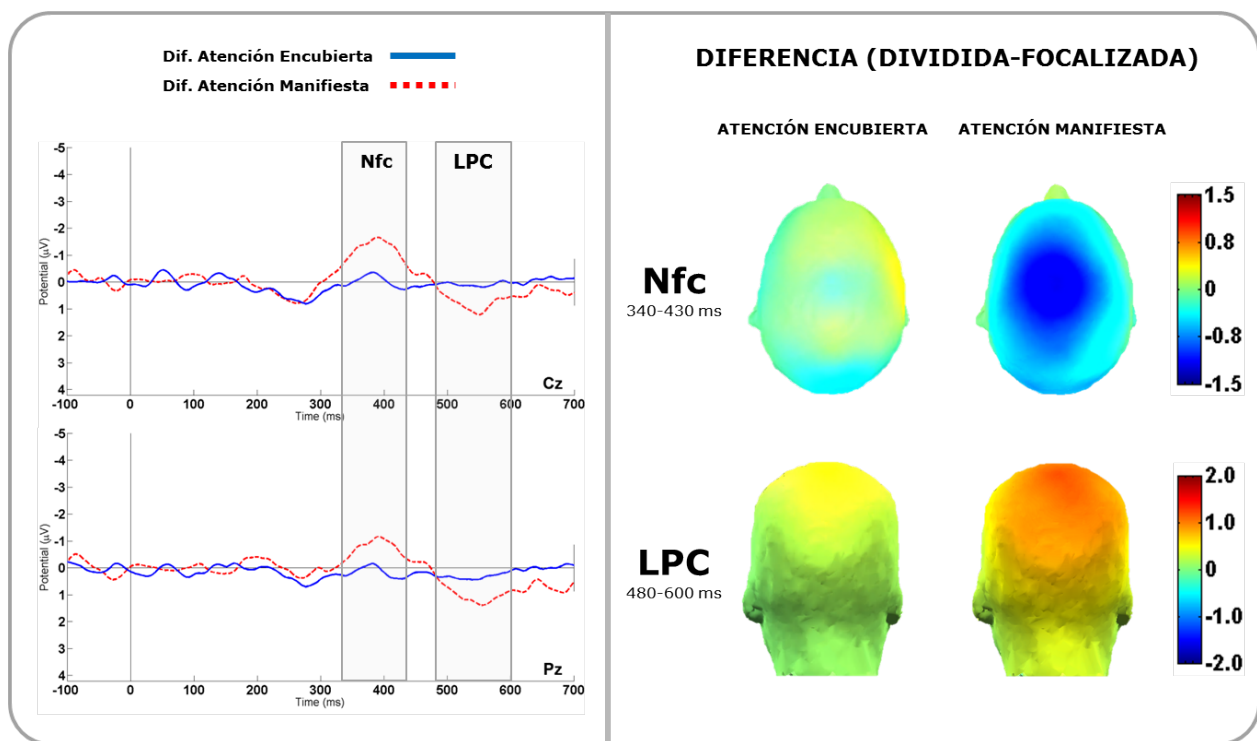 Dif. Atención Encubierta
Dif. Atención Manifiesta
Nfc
LPC
-5
-4
-3
-2
-1
0
1
2
3
4
Potential (µV)
Cz
-100 0 100 200 300 400 500 600 700
Time (ms)
-5
-4
-3
-2
-1
0
1
2
3
4
Potential (µV)
Pz
-100 0 100 200 300 400 500 600 700
Time (ms)
DIFERENCIA (DIVIDIDA-FOCALIZADA)
ATENCIÓN ENCUBIERTA
ATENCIÓN MANIFIESTA
Nfc
340-430 ms
1.5
0.8
0
-0.8
-1.5
LPC
480-600 ms
2.0
1.0
0
-1.0
-2.0